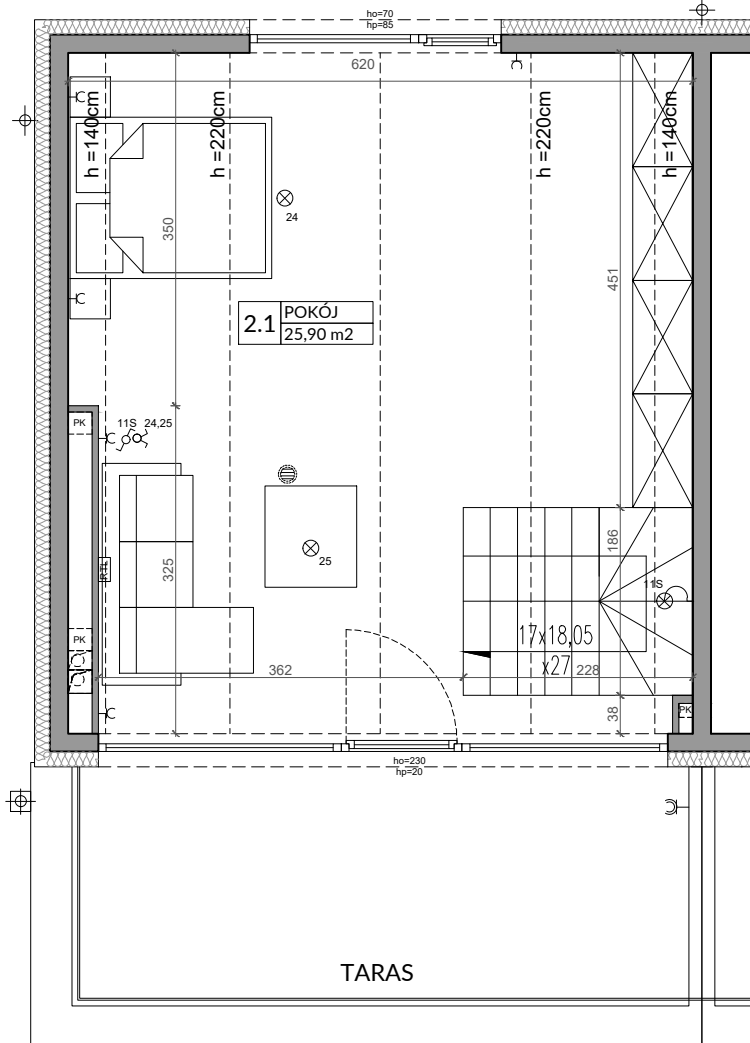 ho=70
hp=85
620
h =140cm
h =220cm
h =220cm
h =140cm
24
350
451
2.1
POKÓJ
25,90 m2
PK
11S
24,25
25
RTL
325
186
11S
PK
17x18,05
x27
362
228
38
PK
ho=230
hp=20
TARAS